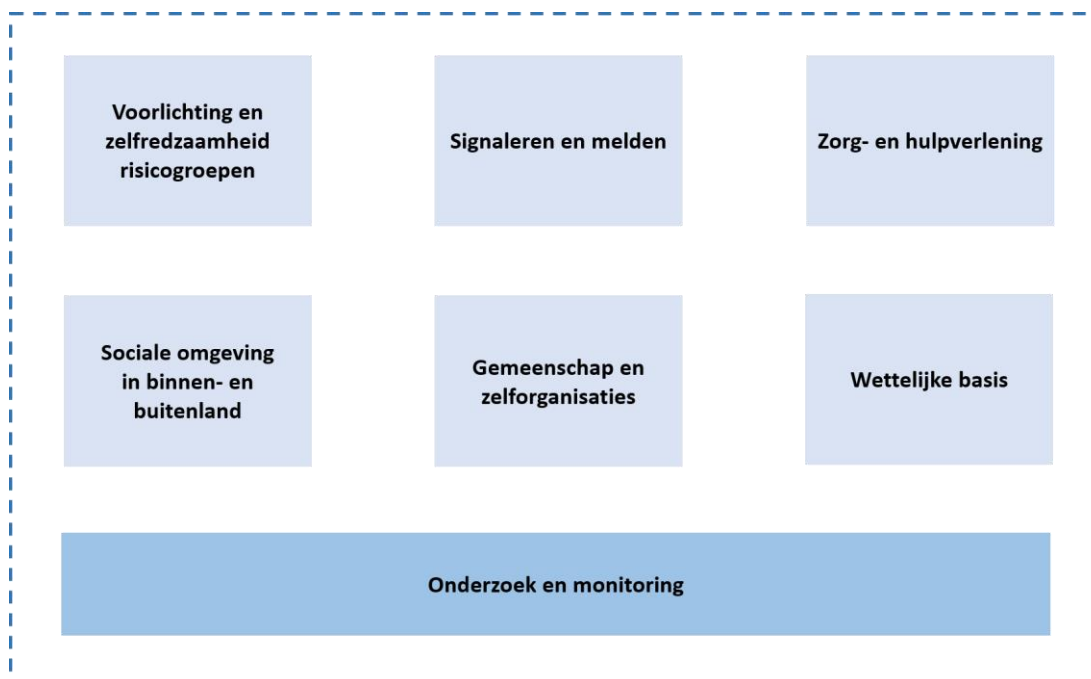 Voorlichting en
zelfredzaamheid
risicogroepen
Signaleren en melden
Zorg- en hulpverlening
Sociale omgeving
in binnen- en
buitenland
Gemeenschap en
zelforganisaties
Wettelijke basis
Onderzoek en monitoring